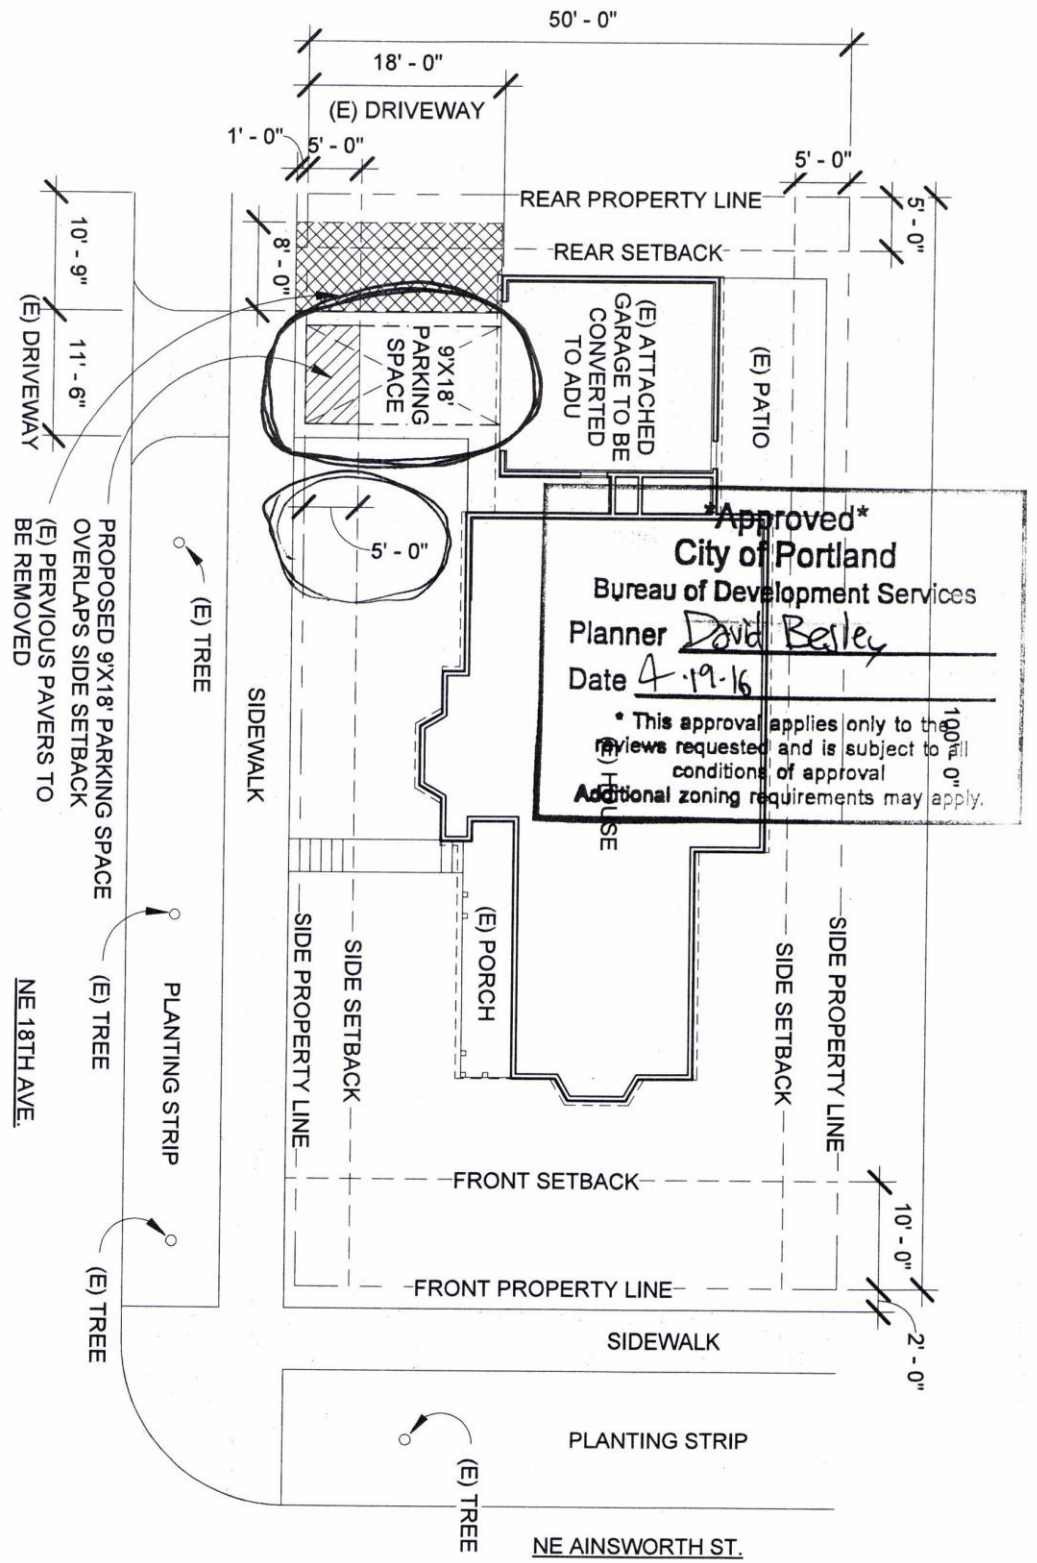 50' - 0"
18' - 0"
(E) DRIVEWAY
1' - 0"
5' - 0"
5' - 0"
5' - 0"
REAR PROPERTY LINE
REAR SETBACK
8' - 0"
10' - 9"
11' - 6"
(E) DRIVEWAY
9'X18'
PARKING
SPACE
(E) ATTACHED
GARAGE TO BE
CONVERTED
TO ADU
(E) PATIO
5' - 0"
PROPOSED 9'X18' PARKING SPACE
OVERLAPS SIDE SETBACK
(E) PERVIOUS PAVERS TO
BE REMOVED
(E) TREE
SIDEWALK
*Approved*
City of Portland
Bureau of Development Services
Planner David Besley
Date 4-19-16
* This approval applies only to the
reviews requested and is subject to all
conditions of approval
Additional zoning requirements may apply.
100' - 0"
(E) HOUSE
(E) PORCH
SIDE PROPERTY LINE
SIDE SETBACK
SIDE SETBACK
SIDE PROPERTY LINE
(E) TREE
PLANTING STRIP
NE 18TH AVE.
FRONT SETBACK
10' - 0"
FRONT PROPERTY LINE
2' - 0"
(E) TREE
SIDEWALK
PLANTING STRIP
(E) TREE
NE AINSWORTH ST.